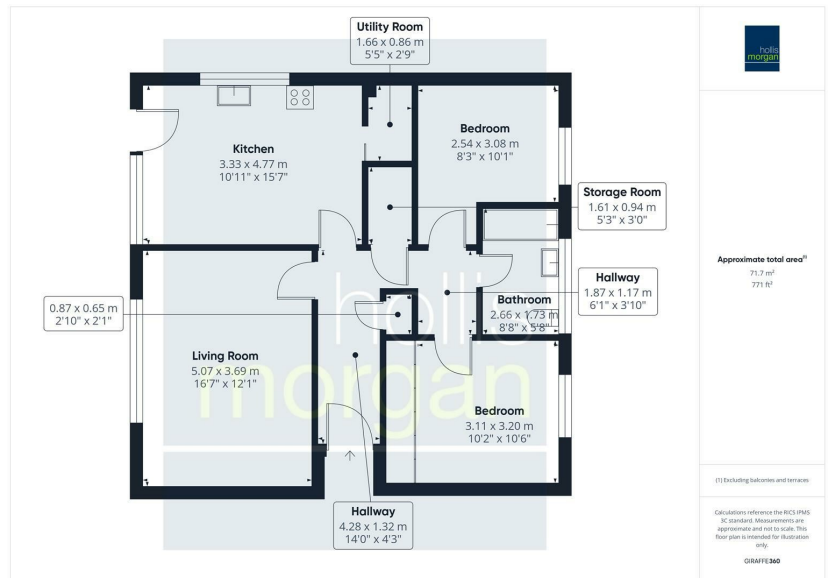 Utility Room
1.66 x 0.86 m
5'5" x 2'9"
Kitchen
3.33 x 4.77 m
10'11" x 15'7"
Bedroom
2.54 x 3.08 m
8'3" x 10'1"
Storage Room
1.61 x 0.94 m
5'3" x 3'0"
Hallway
1.87 x 1.17 m
6'1" x 3'10"
Bathroom
2.66 x 1.73 m
8'8" x 5'8"
0.87 x 0.65 m
2'10" x 2'1"
Living Room
5.07 x 3.69 m
16'7" x 12'1"
Bedroom
3.11 x 3.20 m
10'2" x 10'6"
Hallway
4.28 x 1.32 m
14'0" x 4'3"
hollis
morgan
hollis
morgan
Approximate total area(1)
71.7 m²
771 ft²
(1) Excluding balconies and terraces
Calculations reference the RICS IPMS
3C standard. Measurements are
approximate and not to scale. This
floor plan is intended for illustration
only.
GIRAFFE360